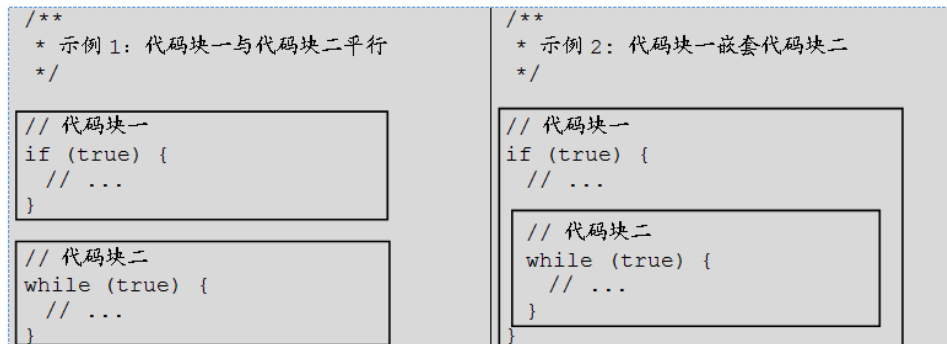 /**
 * 示例 1：代码块一与代码块二平行
 */
// 代码块一
if (true) {
  // ...
}
// 代码块二
while (true) {
  // ...
}
/**
 * 示例 2：代码块一嵌套代码块二
 */
// 代码块一
if (true) {
  // ...
  // 代码块二
  while (true) {
    // ...
  }
}